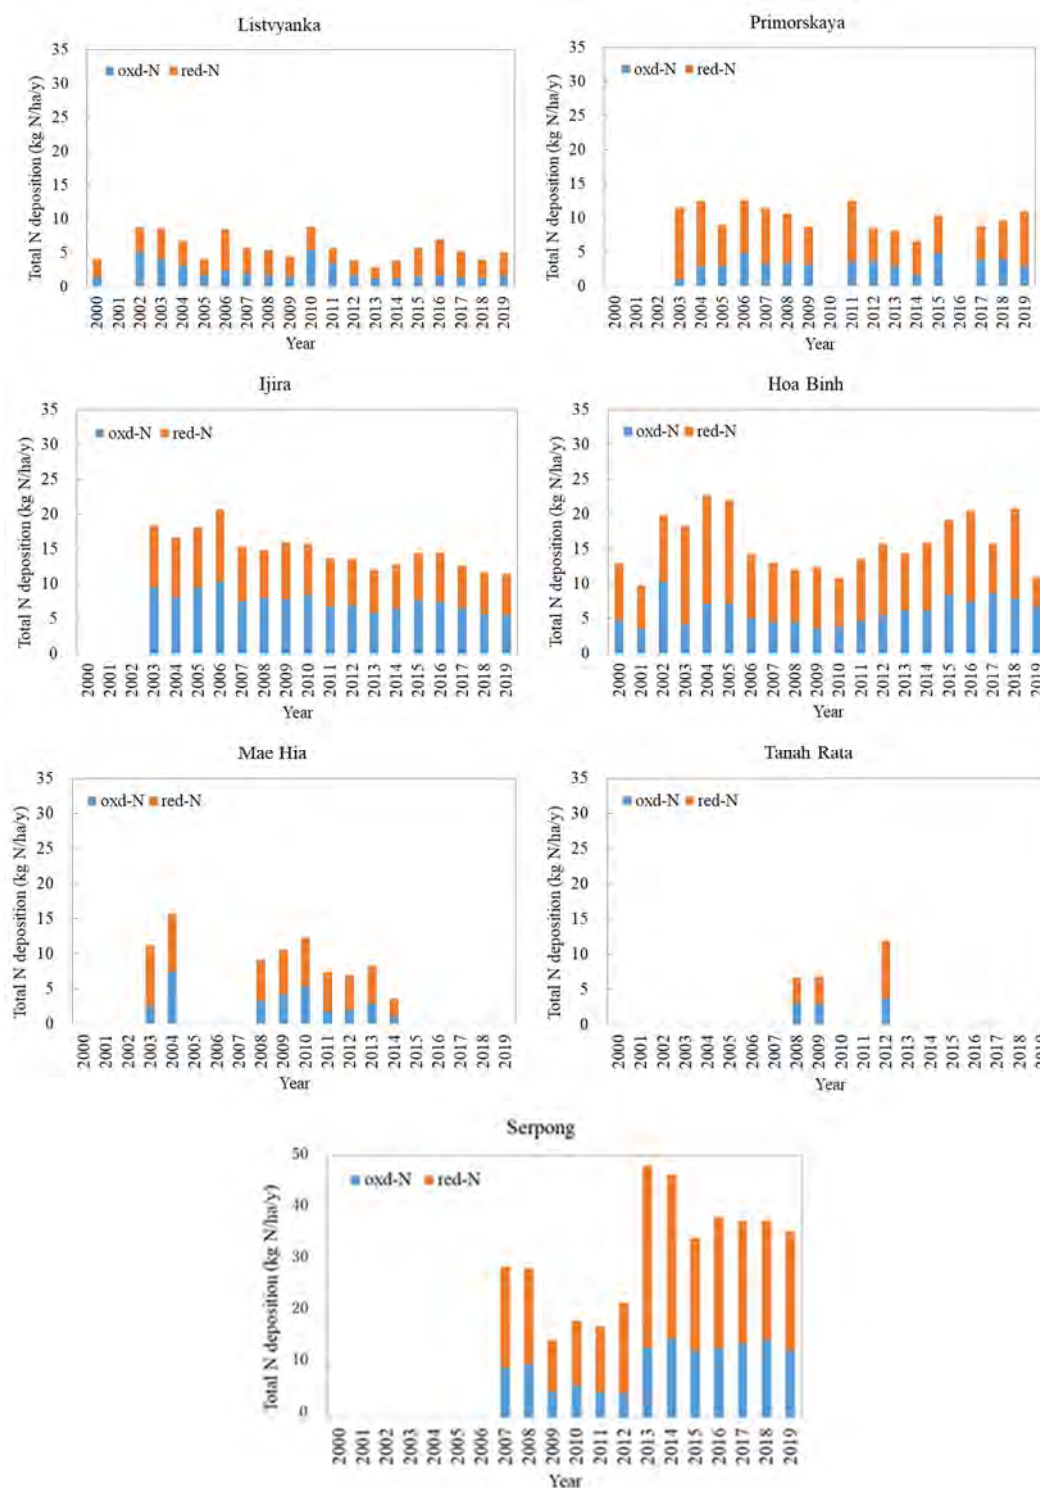 Listvyanka
Total N deposition (kg N/ha/y)
oxd-N red-N
35
30
25
20
15
10
5
0
2000 2001 2002 2003 2004 2005 2006 2007 2008 2009 2010 2011 2012 2013 2014 2015 2016 2017 2018 2019
Year
Primorskaya
Total N deposition (kg N/ha/y)
oxd-N red-N
35
30
25
20
15
10
5
0
2000 2001 2002 2003 2004 2005 2006 2007 2008 2009 2010 2011 2012 2013 2014 2015 2016 2017 2018 2019
Year
Ijira
Total N deposition (kg N/ha/y)
oxd-N red-N
35
30
25
20
15
10
5
0
2000 2001 2002 2003 2004 2005 2006 2007 2008 2009 2010 2011 2012 2013 2014 2015 2016 2017 2018 2019
Year
Hoa Binh
Total N deposition (kg N/ha/y)
oxd-N red-N
35
30
25
20
15
10
5
0
2000 2001 2002 2003 2004 2005 2006 2007 2008 2009 2010 2011 2012 2013 2014 2015 2016 2017 2018 2019
Year
Mae Hia
Total N deposition (kg N/ha/y)
oxd-N red-N
35
30
25
20
15
10
5
0
2000 2001 2002 2003 2004 2005 2006 2007 2008 2009 2010 2011 2012 2013 2014 2015 2016 2017 2018 2019
Year
Tanah Rata
Total N deposition (kg N/ha/y)
oxd-N red-N
35
30
25
20
15
10
5
0
2000 2001 2002 2003 2004 2005 2006 2007 2008 2009 2010 2011 2012 2013 2014 2015 2016 2017 2018 2019
Year
Serpong
Total N deposition (kg N/ha/y)
oxd-N red-N
50
40
30
20
10
0
2000 2001 2002 2003 2004 2005 2006 2007 2008 2009 2010 2011 2012 2013 2014 2015 2016 2017 2018 2019
Year